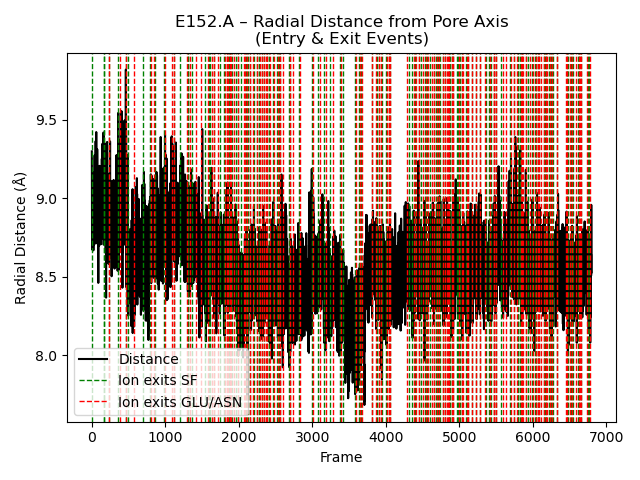 E152.A – Radial Distance from Pore Axis
(Entry & Exit Events)
Radial Distance (Å)
9.5
9.0
8.5
8.0
Distance
Ion exits SF
Ion exits GLU/ASN
0 1000 2000 3000 4000 5000 6000 7000
Frame